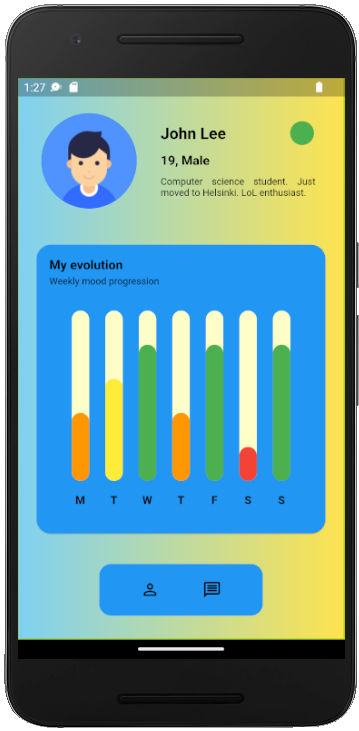 1:27
John Lee
19, Male
Computer science student. Just
moved to Helsinki. LoL enthusiast.
My evolution
Weekly mood progression
M T W T F S S